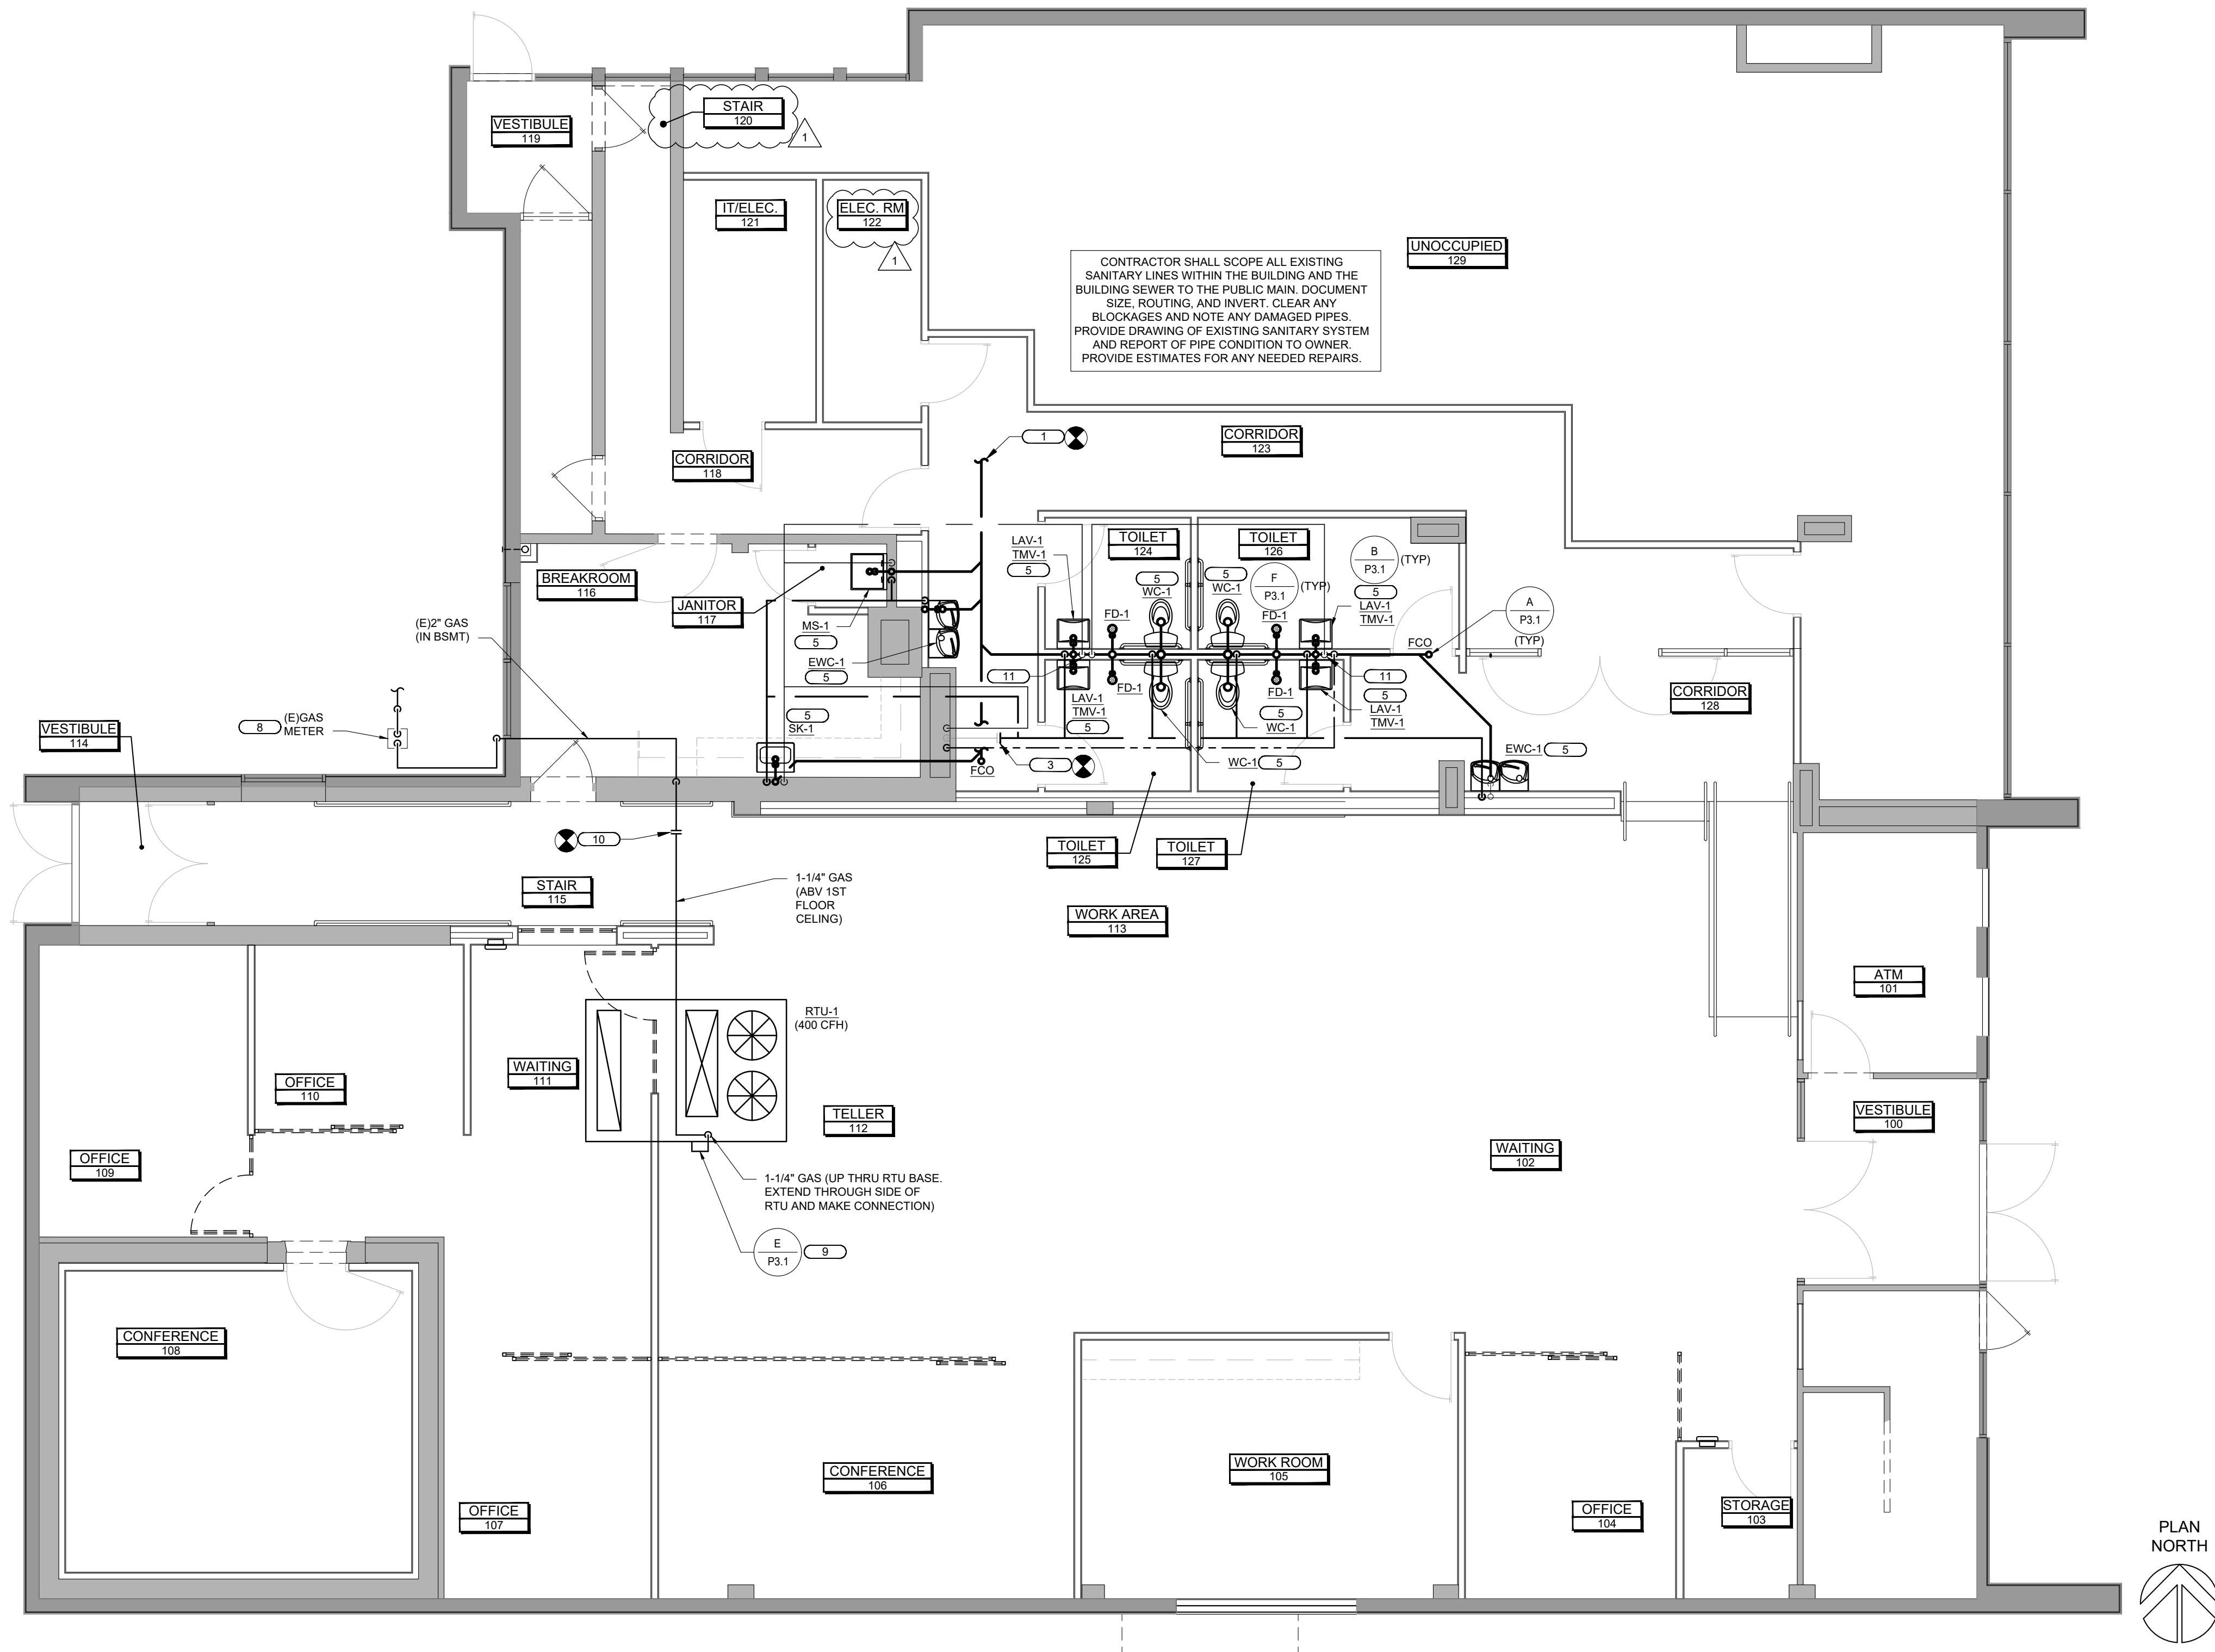 STAIR
120
1
VESTIBULE
119
IT/ELEC.
121
ELEC. RM
122
1
UNOCCUPIED
129
CONTRACTOR SHALL SCOPE ALL EXISTING
SANITARY LINES WITHIN THE BUILDING AND THE
BUILDING SEWER TO THE PUBLIC MAIN. DOCUMENT
SIZE, ROUTING, AND INVERT. CLEAR ANY
BLOCKAGES AND NOTE ANY DAMAGED PIPES.
PROVIDE DRAWING OF EXISTING SANITARY SYSTEM
AND REPORT OF PIPE CONDITION TO OWNER.
PROVIDE ESTIMATES FOR ANY NEEDED REPAIRS.
1
CORRIDOR
123
CORRIDOR
118
LAV-1
TMV-1
5
TOILET
124
TOILET
126
B
P3.1
(TYP)
5
LAV-1
TMV-1
5
WC-1
5
WC-1
F
P3.1
(TYP)
FD-1
FD-1
A
P3.1
(TYP)
FCO
BREAKROOM
116
JANITOR
117
MS-1
5
EWC-1
5
(E)2" GAS
(IN BSMT)
11
FD-1
FD-1
11
5
LAV-1
TMV-1
LAV-1
TMV-1
5
5
WC-1
CORRIDOR
128
5
SK-1
VESTIBULE
114
8
(E)GAS
METER
FCO
3
WC-1
5
EWC-1
5
10
TOILET
125
TOILET
127
STAIR
115
1-1/4" GAS
(ABV 1ST
FLOOR
CELING)
WORK AREA
113
ATM
101
RTU-1
(400 CFH)
WAITING
111
OFFICE
110
TELLER
112
VESTIBULE
100
WAITING
102
OFFICE
109
1-1/4" GAS (UP THRU RTU BASE.
EXTEND THROUGH SIDE OF
RTU AND MAKE CONNECTION)
E
P3.1
9
CONFERENCE
108
CONFERENCE
106
WORK ROOM
105
OFFICE
107
OFFICE
104
STORAGE
103
PLAN
NORTH